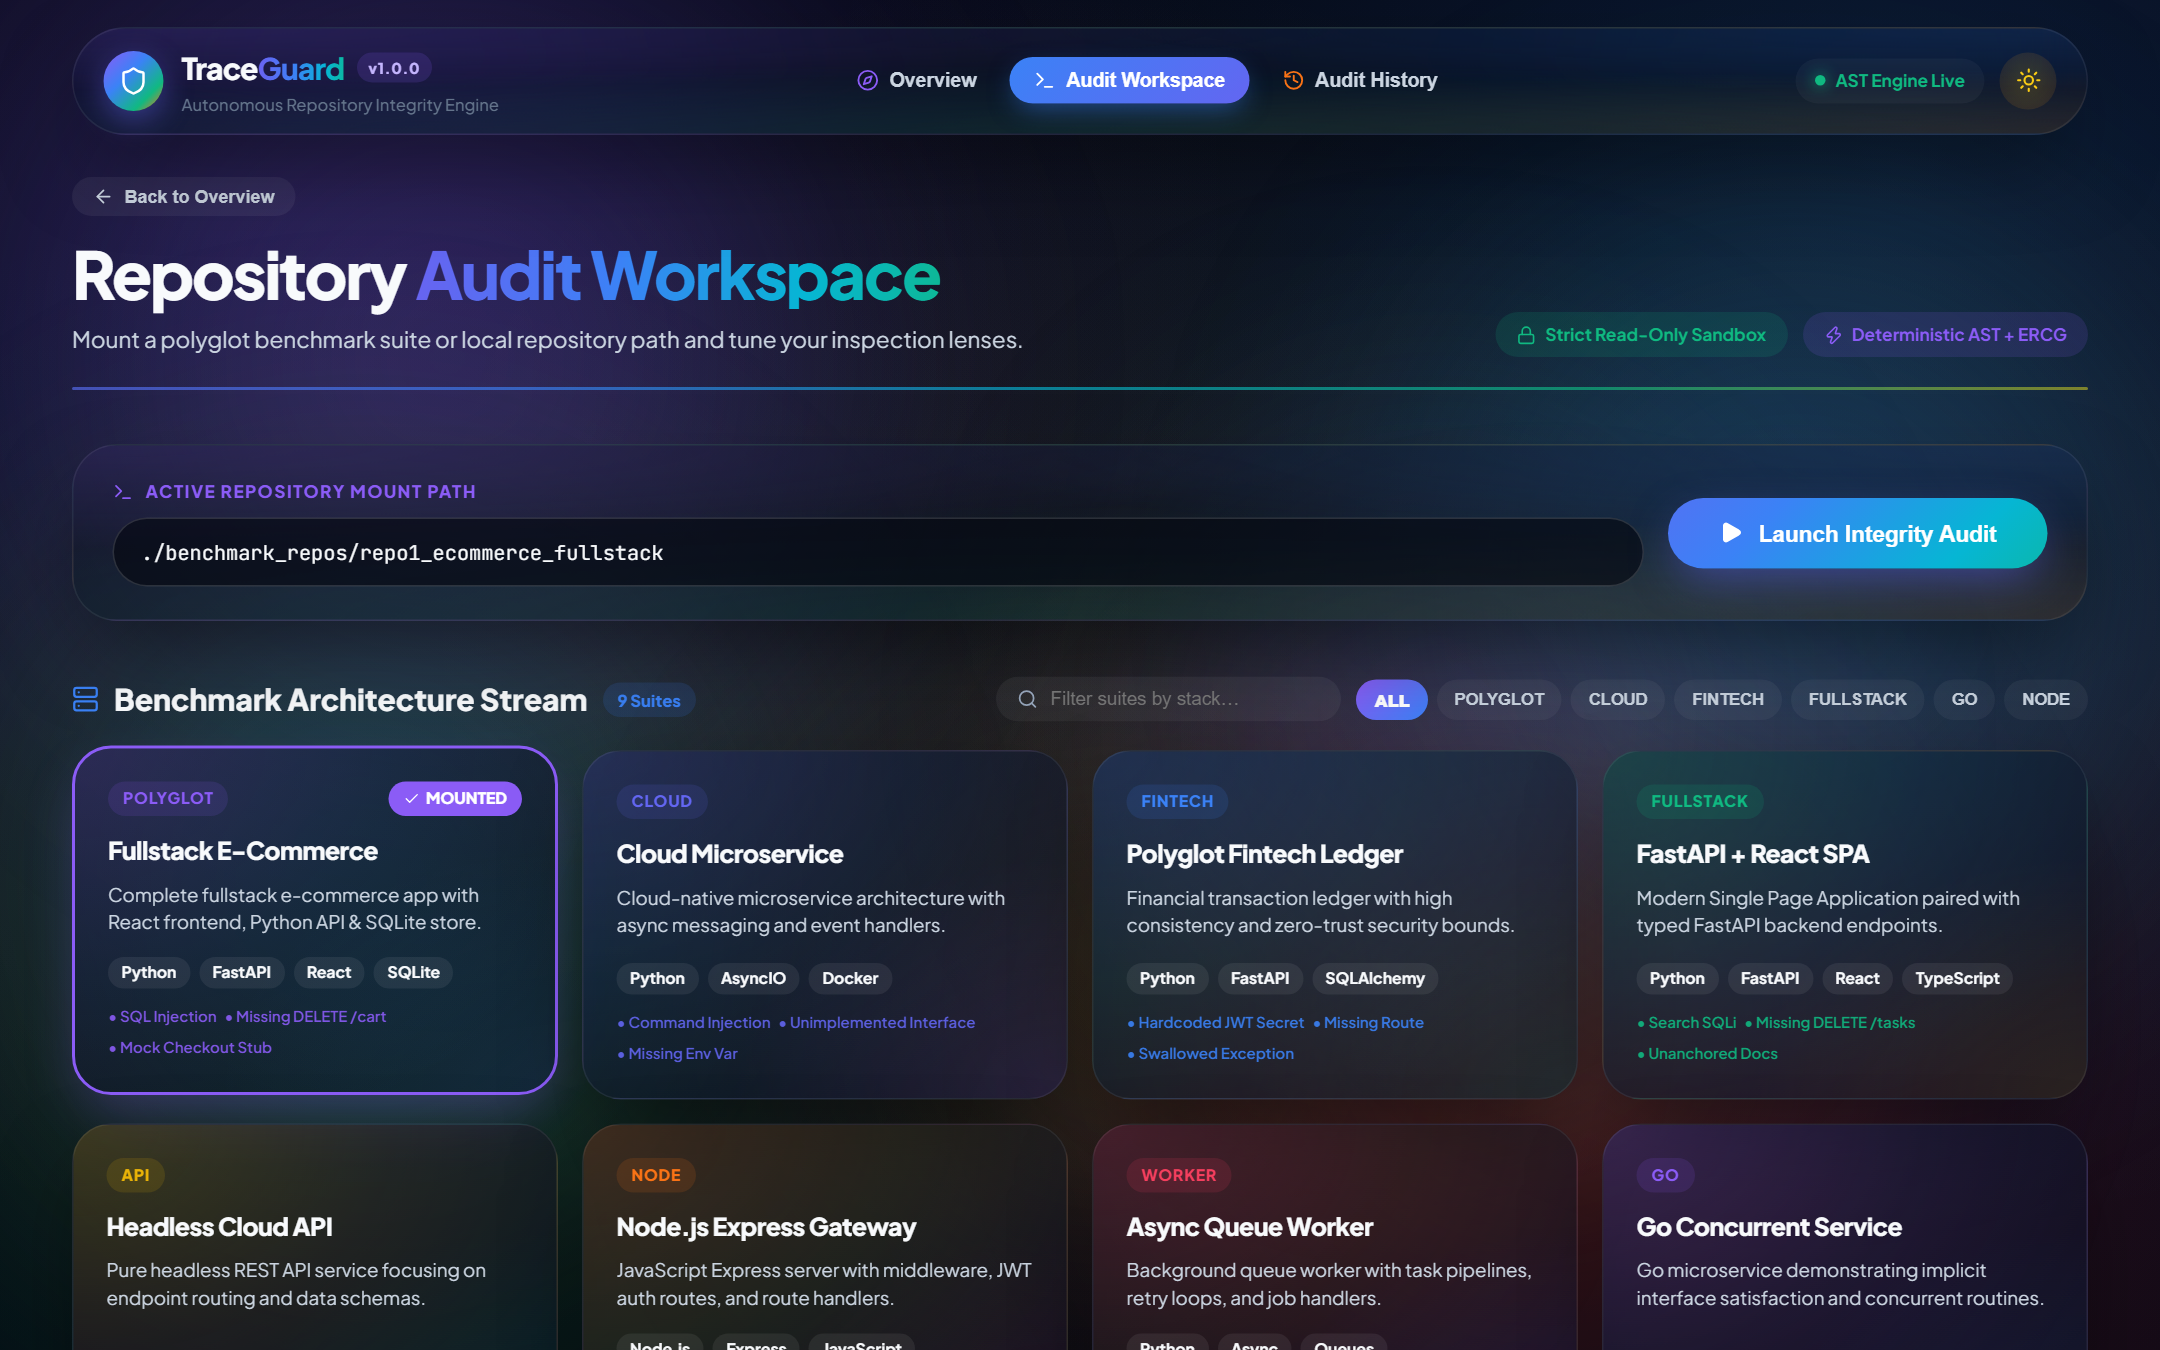 TraceGuard v1.0.0
Autonomous Repository Integrity Engine
Overview
Audit Workspace
Audit History
AST Engine Live
Back to Overview
Repository Audit Workspace
Mount a polyglot benchmark suite or local repository path and tune your inspection lenses.
Strict Read-Only Sandbox
Deterministic AST + ERCG
ACTIVE REPOSITORY MOUNT PATH
./benchmark_repos/repo1_ecommerce_fullstack
Launch Integrity Audit
Benchmark Architecture Stream
9 Suites
Filter suites by stack...
ALL
POLYGLOT
CLOUD
FINTECH
FULLSTACK
GO
NODE
POLYGLOT
MOUNTED
Fullstack E-Commerce
Complete fullstack e-commerce app with
React frontend, Python API & SQLite store.
Python FastAPI React SQLite
• SQL Injection • Missing DELETE /cart
• Mock Checkout Stub
CLOUD
Cloud Microservice
Cloud-native microservice architecture with
async messaging and event handlers.
Python AsyncIO Docker
• Command Injection • Unimplemented Interface
• Missing Env Var
FINTECH
Polyglot Fintech Ledger
Financial transaction ledger with high
consistency and zero-trust security bounds.
Python FastAPI SQLAlchemy
• Hardcoded JWT Secret • Missing Route
• Swallowed Exception
FULLSTACK
FastAPI + React SPA
Modern Single Page Application paired with
typed FastAPI backend endpoints.
Python FastAPI React TypeScript
• Search SQLi • Missing DELETE /tasks
• Unanchored Docs
API
Headless Cloud API
Pure headless REST API service focusing on
endpoint routing and data schemas.
NODE
Node.js Express Gateway
JavaScript Express server with middleware, JWT
auth routes, and route handlers.
Node.js Express JavaScript
WORKER
Async Queue Worker
Background queue worker with task pipelines,
retry loops, and job handlers.
Python Async Queues
GO
Go Concurrent Service
Go microservice demonstrating implicit
interface satisfaction and concurrent routines.